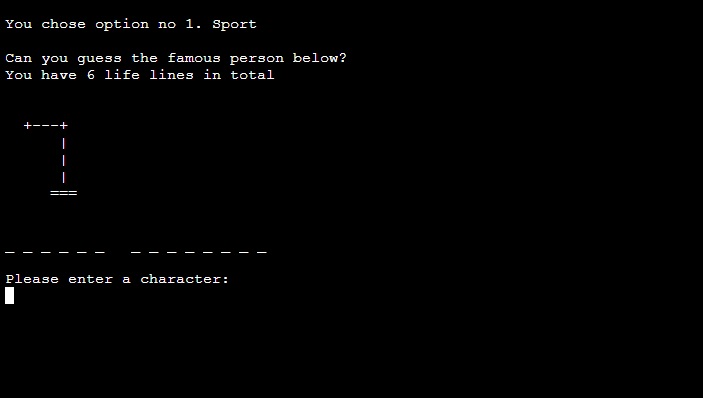 You chose option no 1. Sport
Can you guess the famous person below?
You have 6 life lines in total
  +---+
      |
      |
      |
     ===
_ _ _ _ _ _  _ _ _ _ _ _ _ _
Please enter a character: